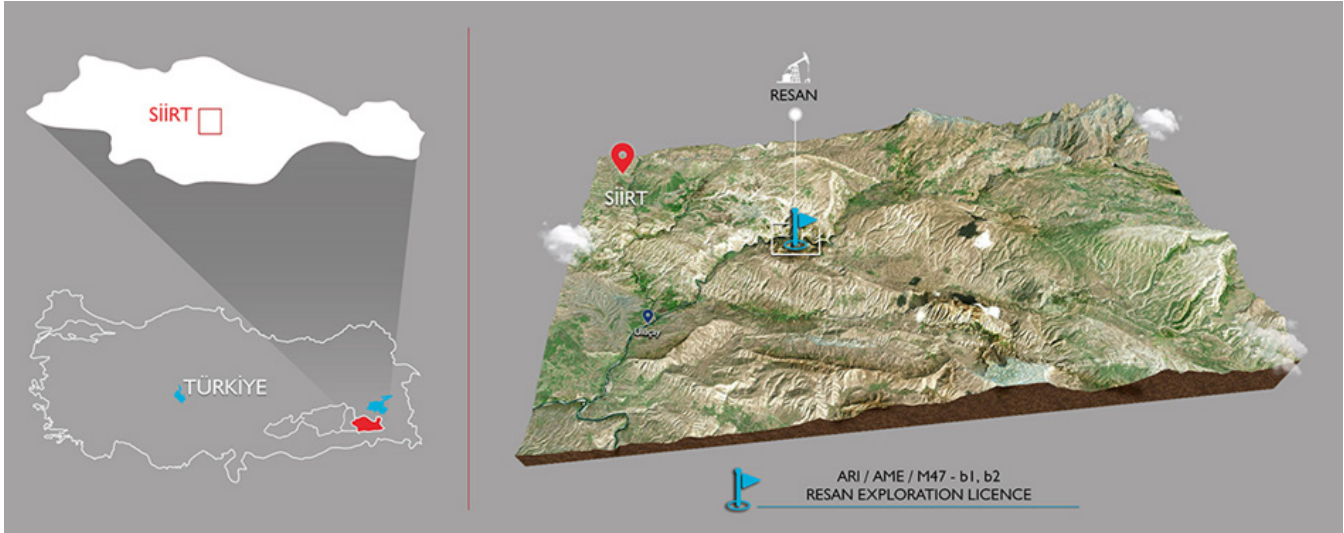 SİİRT
TÜRKİYE
RESAN
SİİRT
Ulaçay
ARI / AME / M47 - b1, b2
RESAN EXPLORATION LICENCE